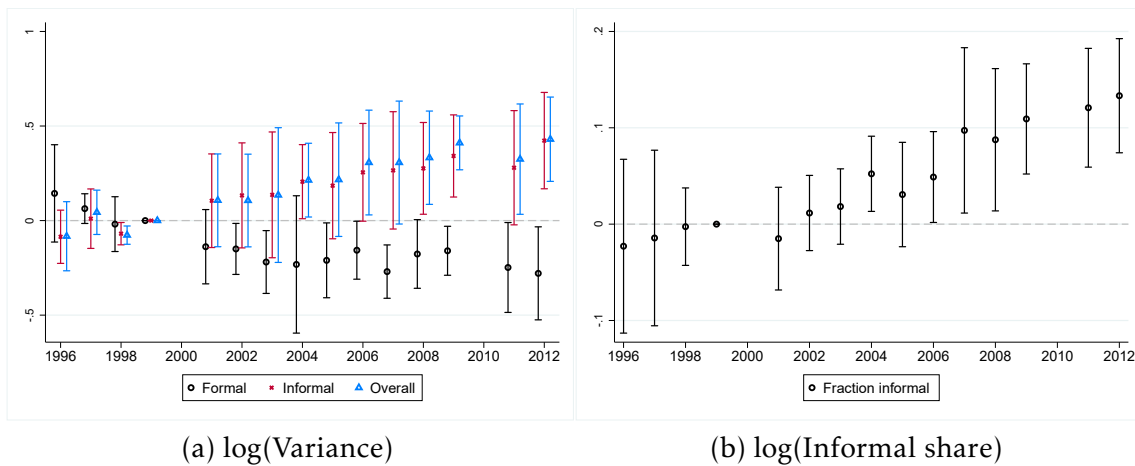 1
.5
0
-.5
1996 1998 2000 2002 2004 2006 2008 2010 2012
Formal Informal Overall
(a) log(Variance)
.2
.1
0
-.1
1996 1998 2000 2002 2004 2006 2008 2010 2012
Fraction informal
(b) log(Informal share)